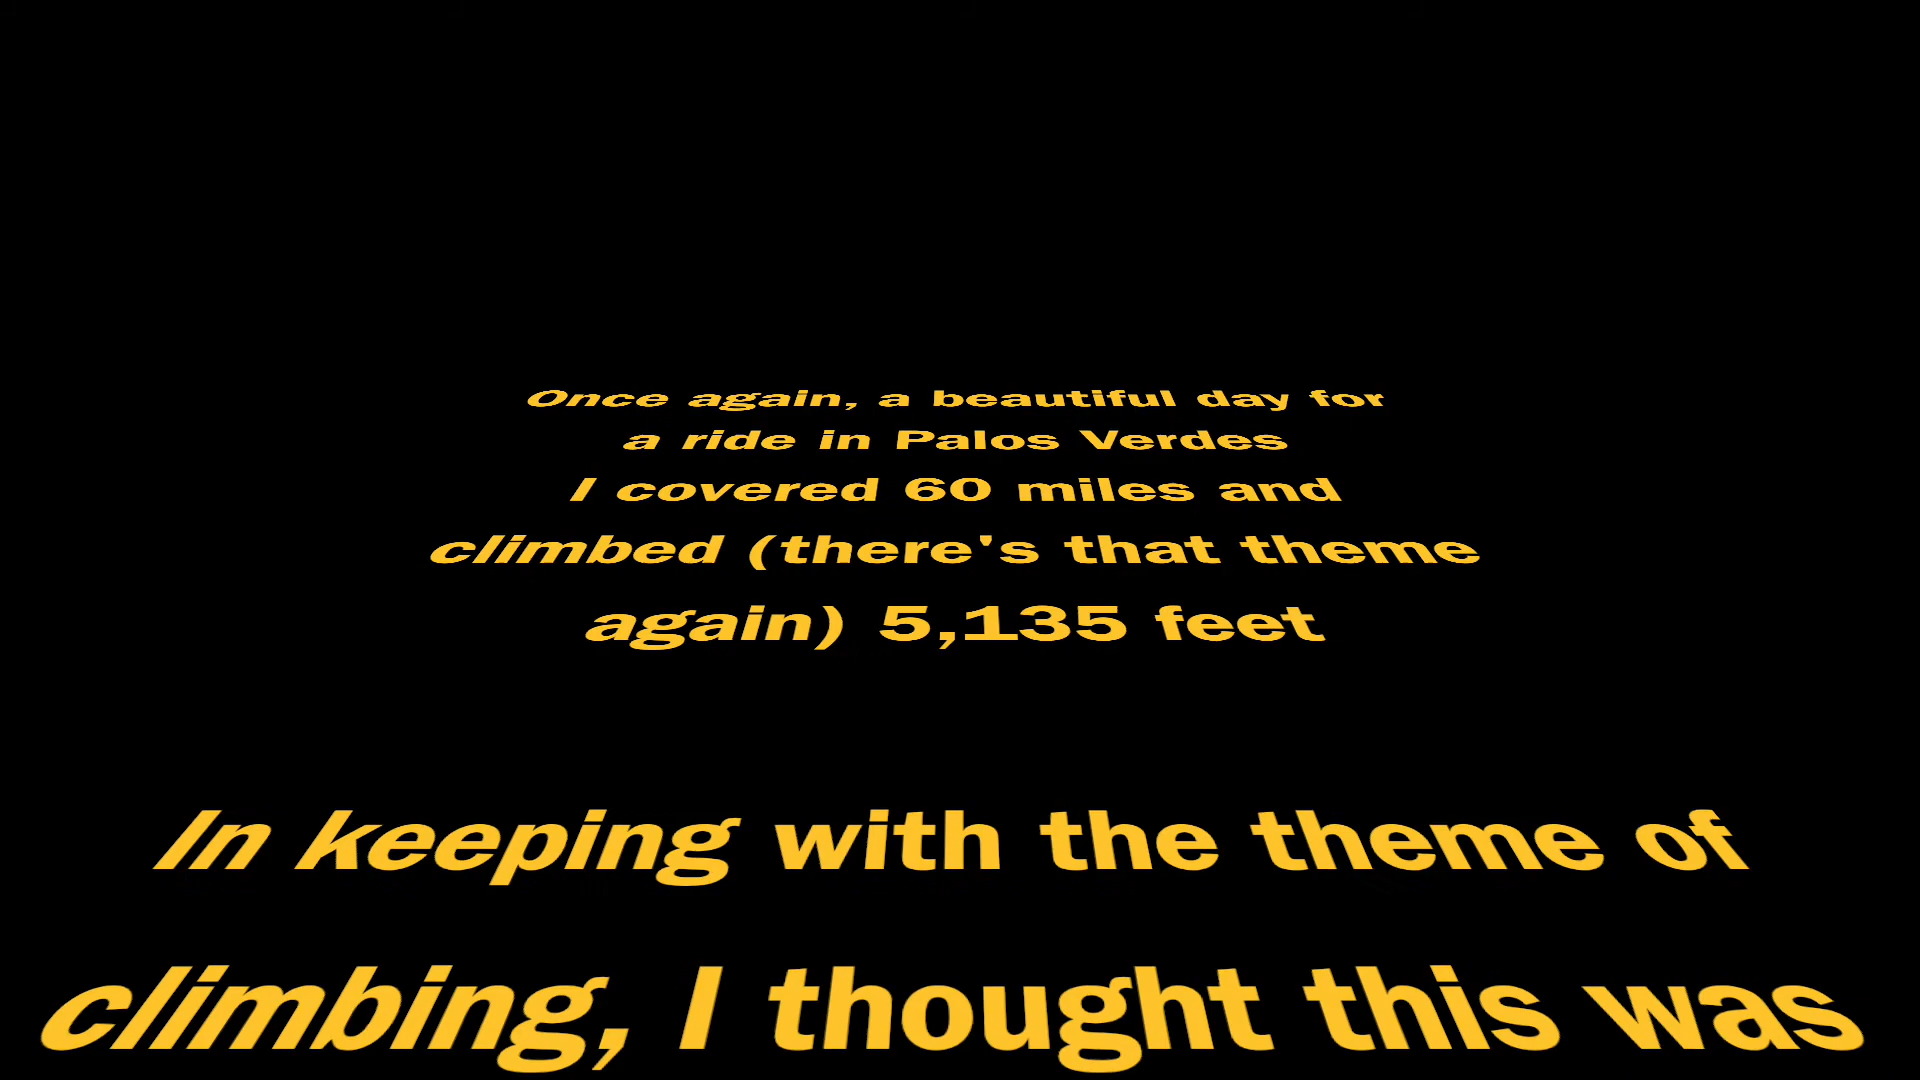 Once again, a beautiful day for
a ride in Palos Verdes
I covered 60 miles and
climbed (there's that theme
again) 5,135 feet
In keeping with the theme of
climbing, I thought this was